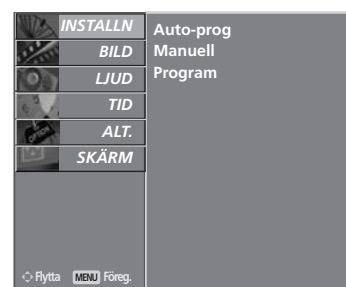 INSTALLN
BILD
LJUD
TID
ALT.
SKÄRM
Auto-prog
Manuell
Program
Flytta MENU Föreg.